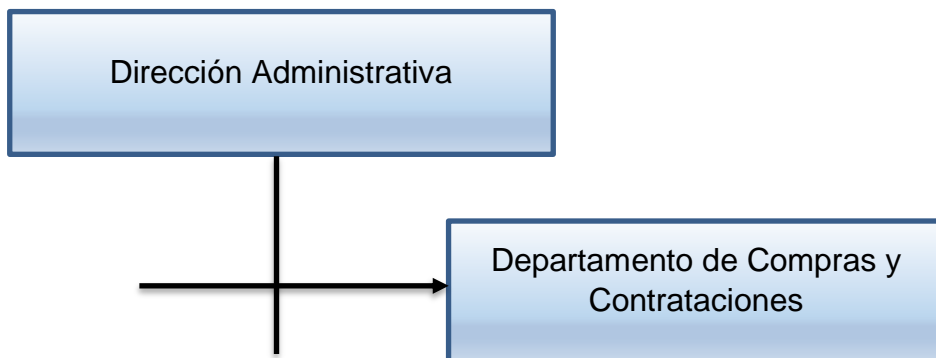 Dirección Administrativa
Departamento de Compras y
Contrataciones